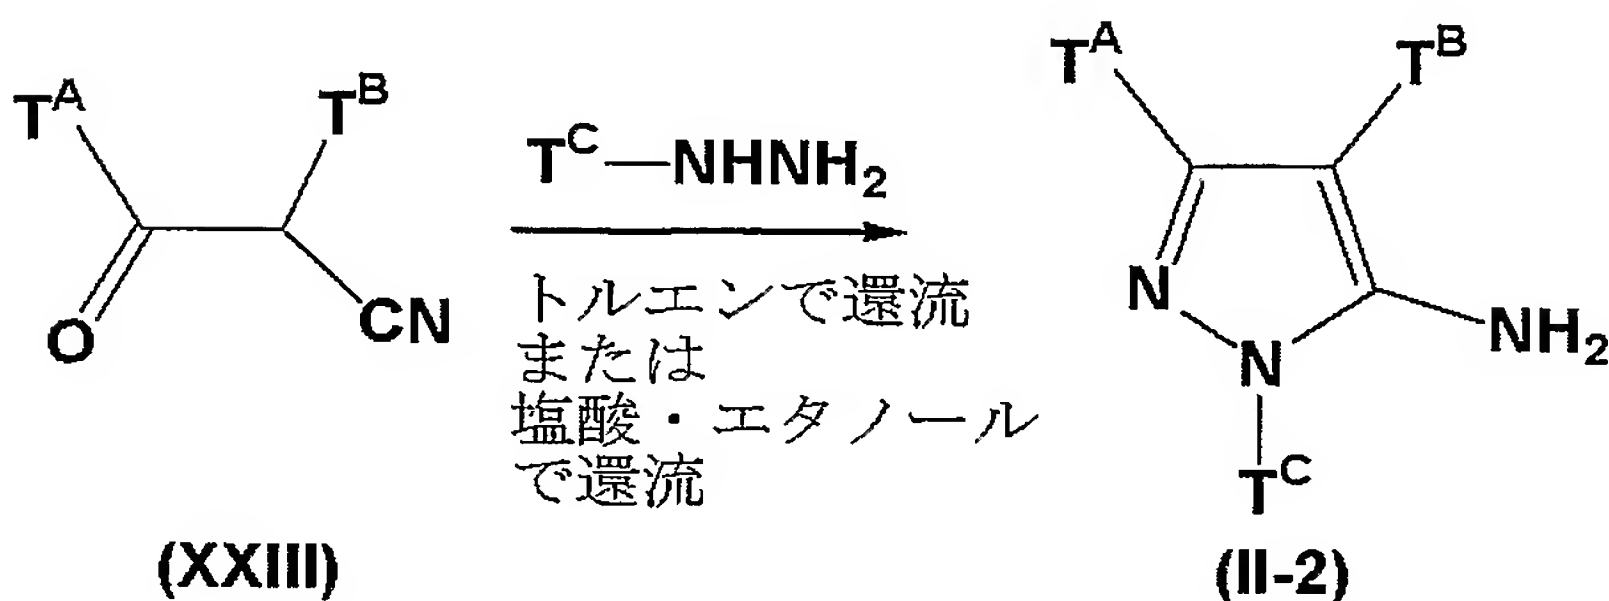 T^A
T^B
O
CN
(XXIII)
T^C—NHNH₂
トルエンで還流
または
塩酸・エタノール
で還流
T^A
T^B
N
N
NH₂
T^C
(II-2)